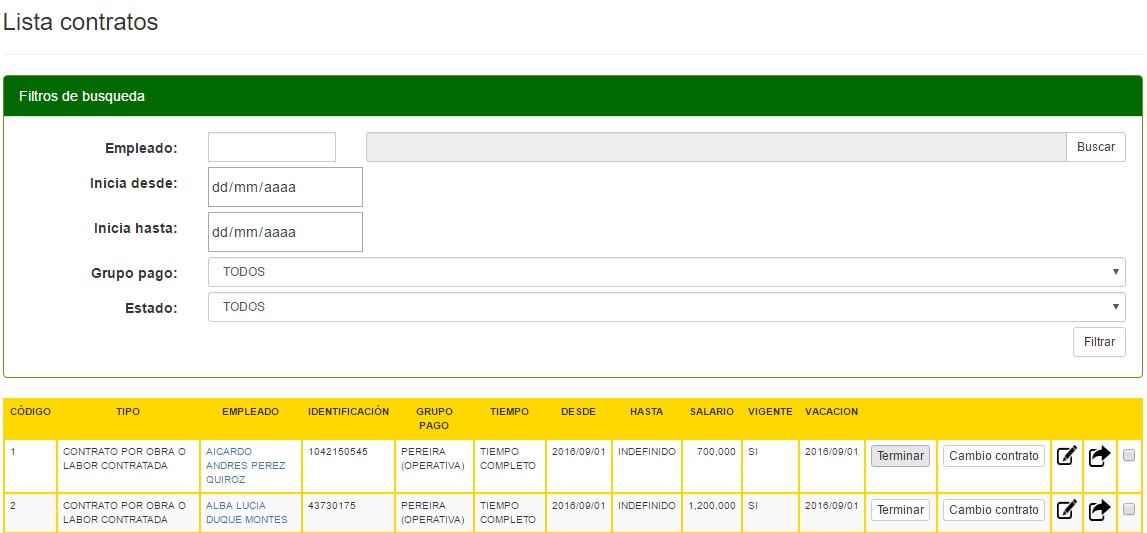 Lista contratos
Filtros de busqueda
Empleado: Buscar
Inicia desde: dd/mm/aaaa
Inicia hasta: dd/mm/aaaa
Grupo pago: TODOS
Estado: TODOS
Filtrar
CÓDIGO TIPO EMPLEADO IDENTIFICACIÓN GRUPO TIEMPO DESDE HASTA SALARIO VIGENTE VACACION
PAGO
1 CONTRATO POR OBRA O AICARDO 1042150545 PEREIRA TIEMPO 2016/09/01 INDEFINIDO 700,000 SI 2016/09/01 Terminar Cambio contrato
LABOR CONTRATADA ANDRES PEREZ (OPERATIVA) COMPLETO
QUIROZ
2 CONTRATO POR OBRA O ALBA LUCIA 43730175 PEREIRA TIEMPO 2016/09/01 INDEFINIDO 1,200,000 SI 2016/09/01 Terminar Cambio contrato
LABOR CONTRATADA DUQUE MONTES (OPERATIVA) COMPLETO